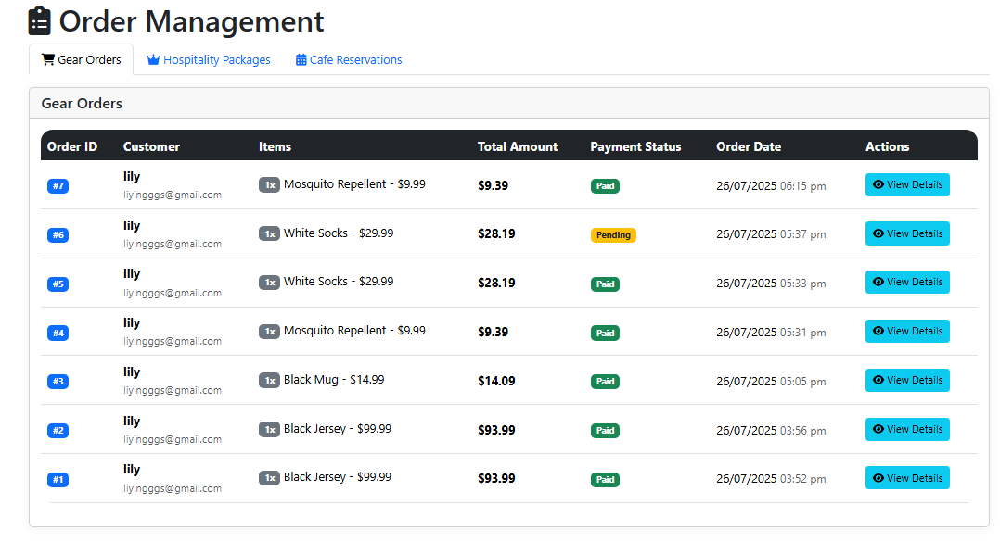 Order Management
Gear Orders Hospitality Packages Cafe Reservations
Gear Orders
Order ID Customer Items Total Amount Payment Status Order Date Actions
#7 lily 1x Mosquito Repellent - $9.99 $9.39 Paid 26/07/2025 06:15 pm View Details
liyingggs@gmail.com
#6 lily 1x White Socks - $29.99 $28.19 Pending 26/07/2025 05:37 pm View Details
liyingggs@gmail.com
#5 lily 1x White Socks - $29.99 $28.19 Paid 26/07/2025 05:33 pm View Details
liyingggs@gmail.com
#4 lily 1x Mosquito Repellent - $9.99 $9.39 Paid 26/07/2025 05:31 pm View Details
liyingggs@gmail.com
#3 lily 1x Black Mug - $14.99 $14.09 Paid 26/07/2025 05:05 pm View Details
liyingggs@gmail.com
#2 lily 1x Black Jersey - $99.99 $93.99 Paid 26/07/2025 03:56 pm View Details
liyingggs@gmail.com
#1 lily 1x Black Jersey - $99.99 $93.99 Paid 26/07/2025 03:52 pm View Details
liyingggs@gmail.com